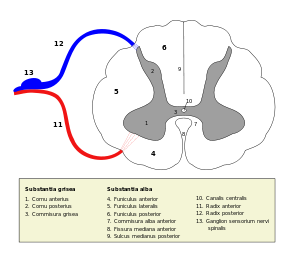 12
6
13
2
9
5
10
3
11
1
7
8
4
Substantia grisea
1. Cornu anterius
2. Cornu posterius
3. Commisura grisea
Substantia alba
4. Funiculus anterior
5. Funiculus lateralis
6. Funiculus posterior
7. Commisura alba anterior
8. Fissura mediana anterior
9. Sulcus medianus posterior
10. Canalis centralis
11. Radix anterior
12. Radix posterior
13. Ganglion sensorium nervi
spinalis